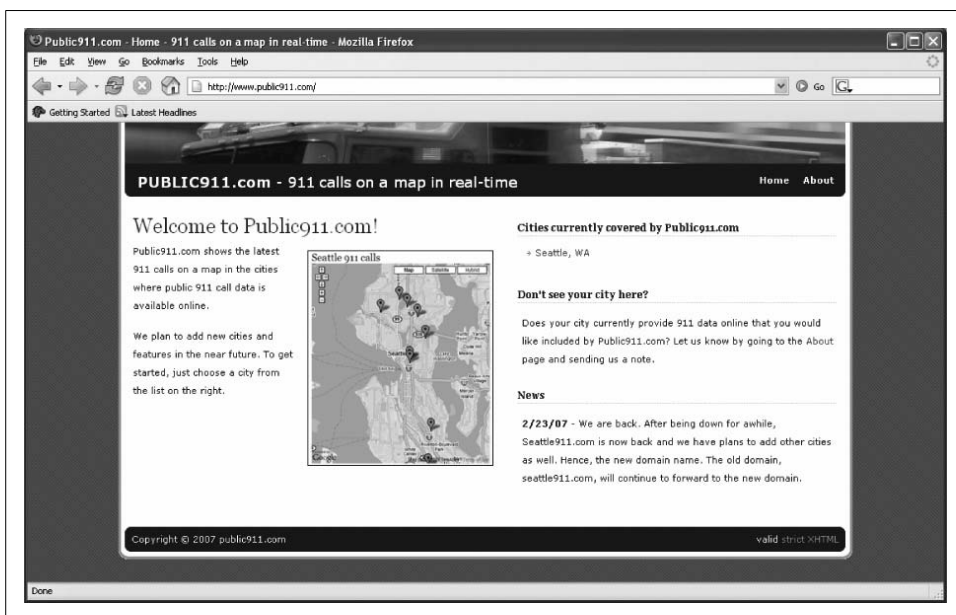 Public911.com - Home - 911 calls on a map in real-time - Mozilla Firefox
File Edit View Go Bookmarks Tools Help
http://www.public911.com/
Go
Getting Started Latest Headlines
PUBLIC911.com - 911 calls on a map in real-time
Home About
Welcome to Public911.com!
Public911.com shows the latest
911 calls on a map in the cities
where public 911 call data is
available online.
We plan to add new cities and
features in the near future. To get
started, just choose a city from
the list on the right.
Seattle 911 calls
Map Satellite Hybrid
Seattle
Google
Cities currently covered by Public911.com
+ Seattle, WA
Don't see your city here?
Does your city currently provide 911 data online that you would
like included by Public911.com? Let us know by going to the About
page and sending us a note.
News
2/23/07 - We are back. After being down for awhile,
Seattle911.com is now back and we have plans to add other cities
as well. Hence, the new domain name. The old domain,
seattle911.com, will continue to forward to the new domain.
Copyright © 2007 public911.com
valid strict XHTML
Done